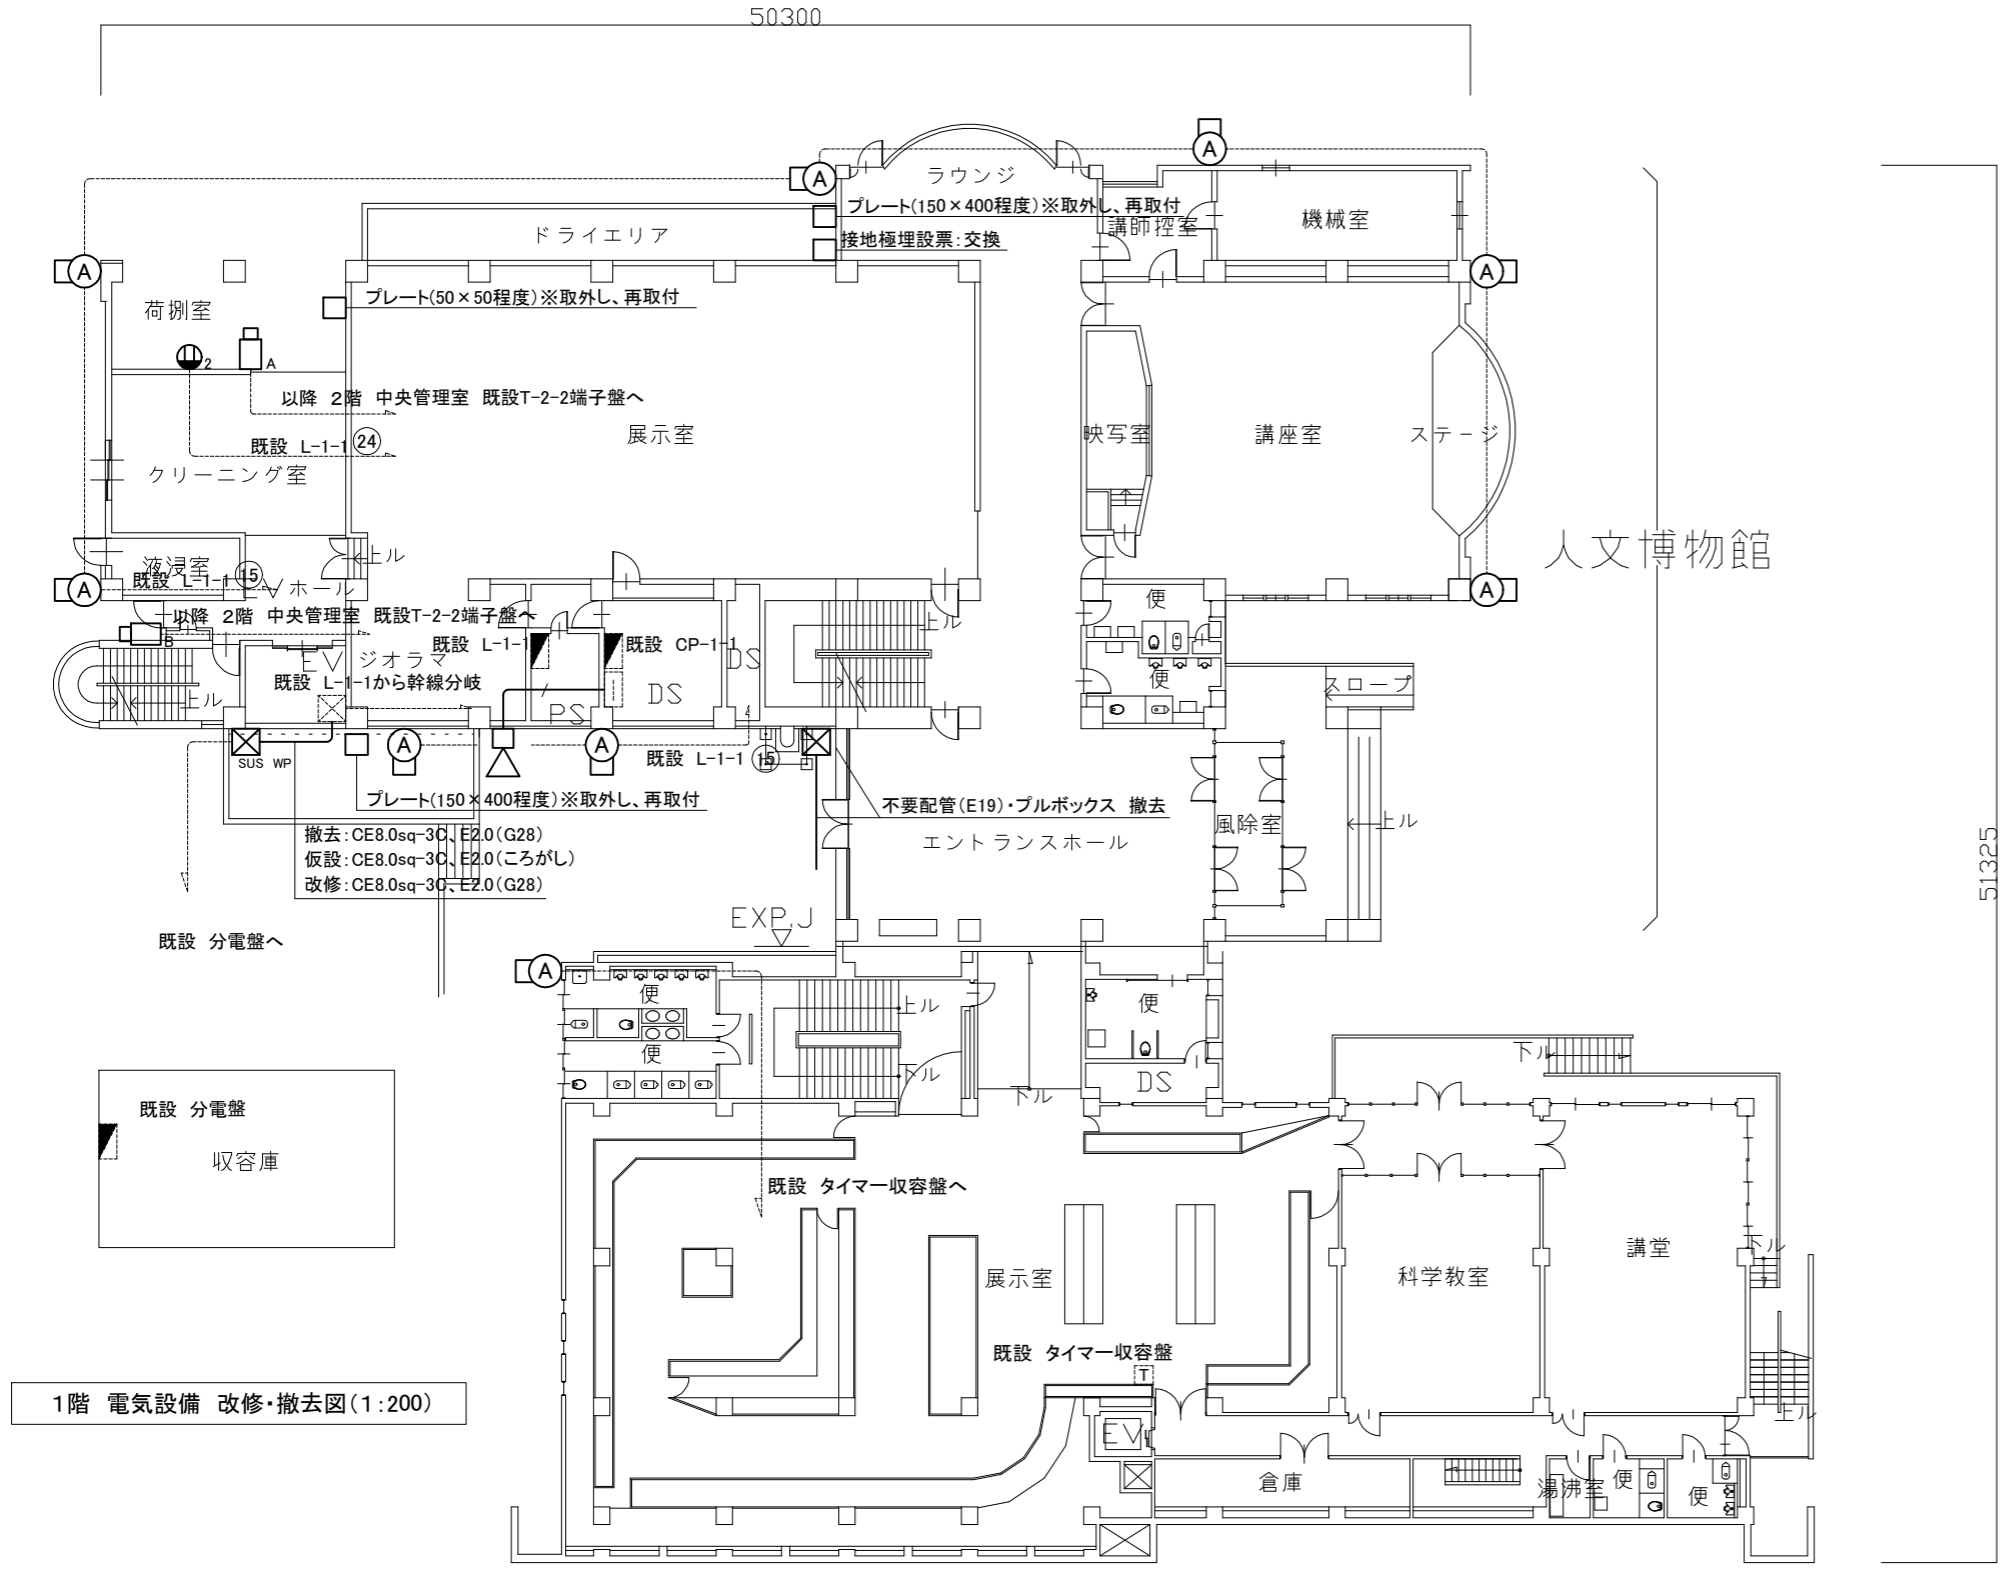 50300
A
ラウンジ
A
プレート(150×400程度)※取外し、再取付
講師控室
機械室
ドライエリア
接地極埋設票:交換
A
A
プレート(50×50程度)※取外し、再取付
荷捌室
2
A
以降 2階 中央管理室 既設T-2-2端子盤へ
既設 L-1-1 24
展示室
映写室
講座室
ステージ
クリーニング室
人文博物館
液浸室
上ル
既設 L-1-1 15
EVホール
A
A
以降 2階 中央管理室 既設T-2-2端子盤へ
B
既設 L-1-1
既設 CP-1-1
上ル
便
EV
ジオラマ
DS
便
既設 L-1-1から幹線分岐
DS
スロープ
上ル
PS
A
A
既設 L-1-1 15
SUS WP
プレート(150×400程度)※取外し、再取付
不要配管(E19)・プルボックス 撤去
撤去:CE8.0sq-3C、E2.0(G28)
仮設:CE8.0sq-3C、E2.0(ころがし)
改修:CE8.0sq-3C、E2.0(G28)
エントランスホール
風除室
上ル
51325
EXP.J
既設 分電盤へ
A
便
上ル
便
便
下ル
下ル
DS
下ル
既設 分電盤
収容庫
既設 タイマー収容盤へ
展示室
科学教室
講堂
下ル
既設 タイマー収容盤
T
1階 電気設備 改修・撤去図(1:200)
上ル
EV
倉庫
湯沸室
便
便